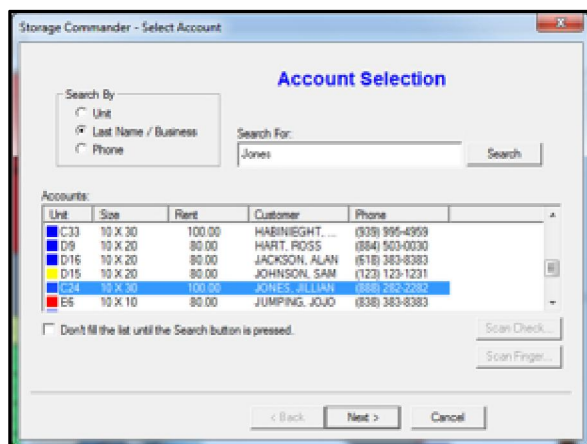 Storage Commander - Select Account
x
Account Selection
Search By
Unit
Last Name / Business
Phone
Search For:
Jones
Search
Accounts:
Unit Size Rent Customer Phone
C33 10 X 30 100.00 HABINIEGHT, ... (939) 995-4959
D9 10 X 20 80.00 HART, ROSS (884) 503-0030
D16 10 X 20 80.00 JACKSON, ALAN (618) 383-8383
D15 10 X 20 80.00 JOHNSON, SAM (123) 123-1231
C24 10 X 30 100.00 JONES, JILLIAN (888) 282-2282
E6 10 X 10 80.00 JUMPING, JOJO (838) 383-8383
Don't fill the list until the Search button is pressed.
Scan Check...
Scan Finger...
< Back Next > Cancel